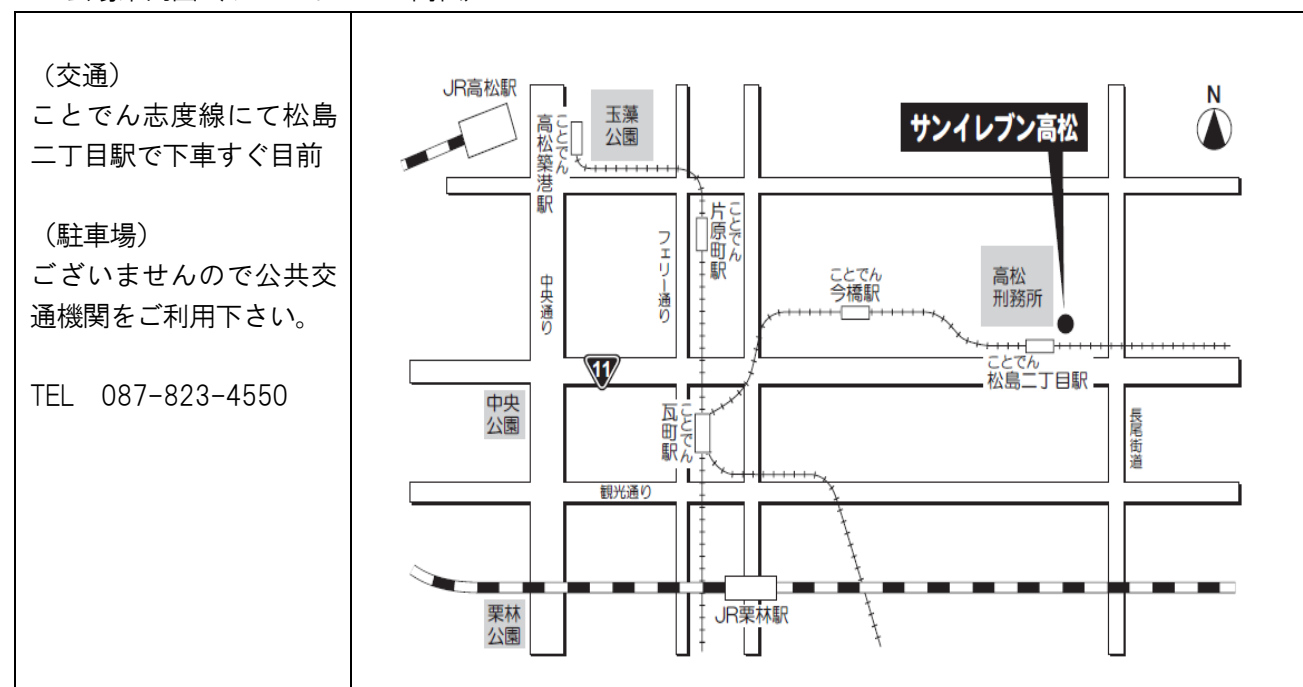 （交通）
ことでん志度線にて松島
二丁目駅で下車すぐ目前
（駐車場）
ございませんので公共交
通機関をご利用下さい。
TEL　087-823-4550
JR高松駅
ことでん
高松築港駅
玉藻
公園
サンイレブン高松
N
ことでん
片原町駅
フェリー通り
中央通り
ことでん
今橋駅
高松
刑務所
ことでん
松島二丁目駅
11
中央
公園
ことでん
瓦町駅
長尾街道
観光通り
栗林
公園
JR栗林駅